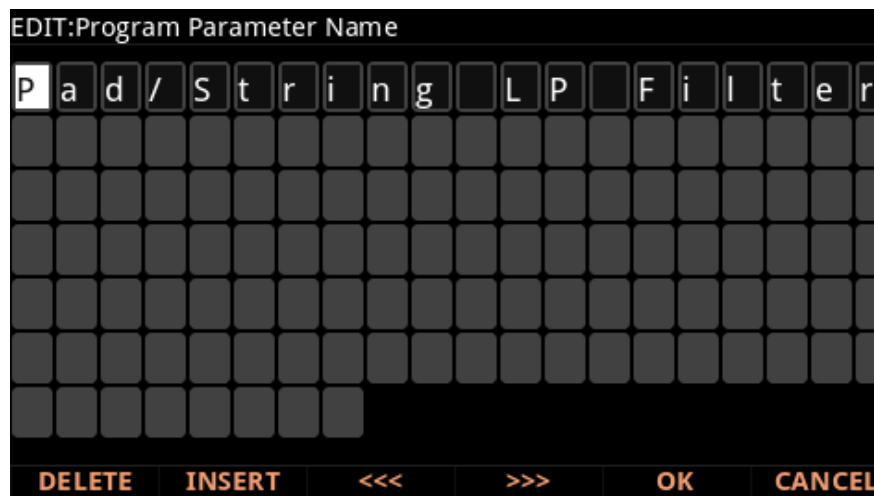 EDIT:Program Parameter Name
Pad/String LP Filter
DELETE INSERT <<< >>> OK CANCEL